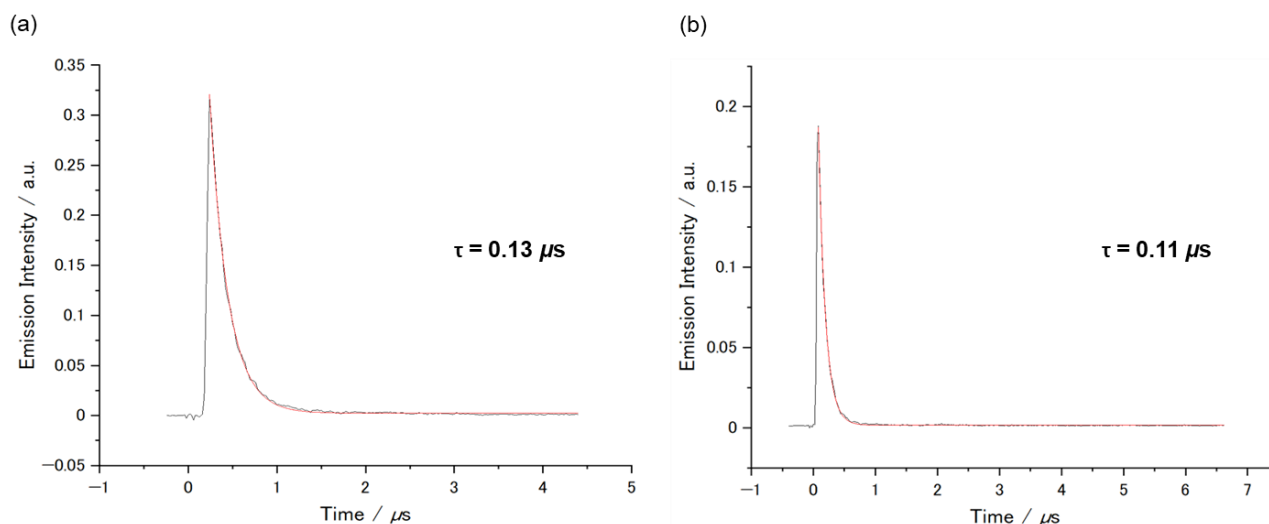 (a)
Emission Intensity / a.u.
0.35
0.3
0.25
0.2
0.15
0.1
0.05
0
−0.05
τ = 0.13 μs
−1 0 1 2 3 4 5
Time / μs
(b)
Emission Intensity / a.u.
0.2
0.15
0.1
0.05
0
τ = 0.11 μs
−1 0 1 2 3 4 5 6 7
Time / μs